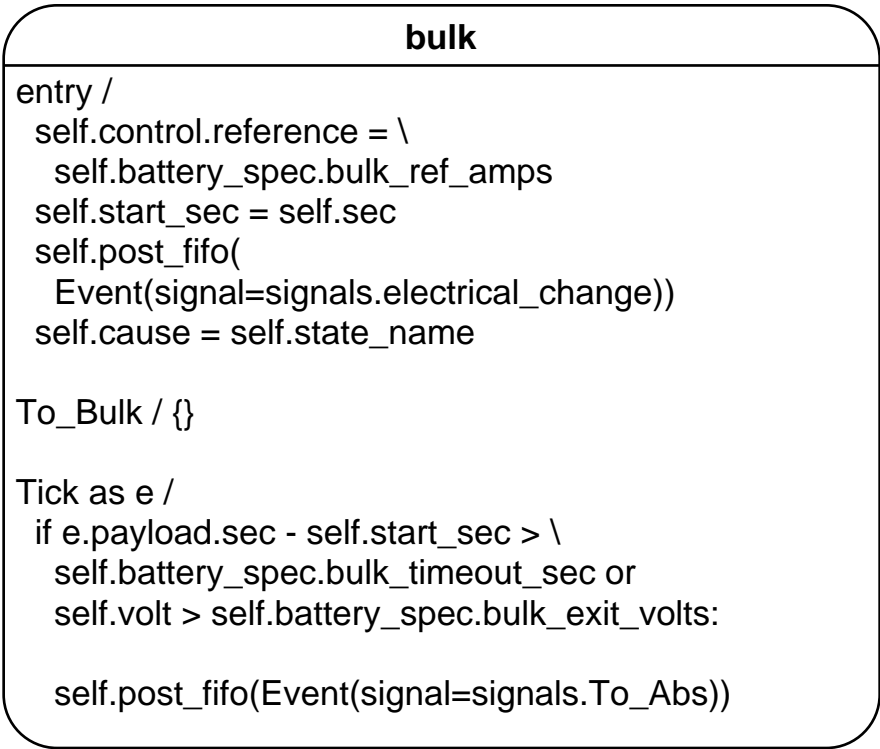 bulk
entry /
self.control.reference = \
self.battery_spec.bulk_ref_amps
self.start_sec = self.sec
self.post_fifo(
Event(signal=signals.electrical_change))
self.cause = self.state_name
To_Bulk / {}
Tick as e /
if e.payload.sec - self.start_sec > \
self.battery_spec.bulk_timeout_sec or
self.volt > self.battery_spec.bulk_exit_volts:
self.post_fifo(Event(signal=signals.To_Abs))